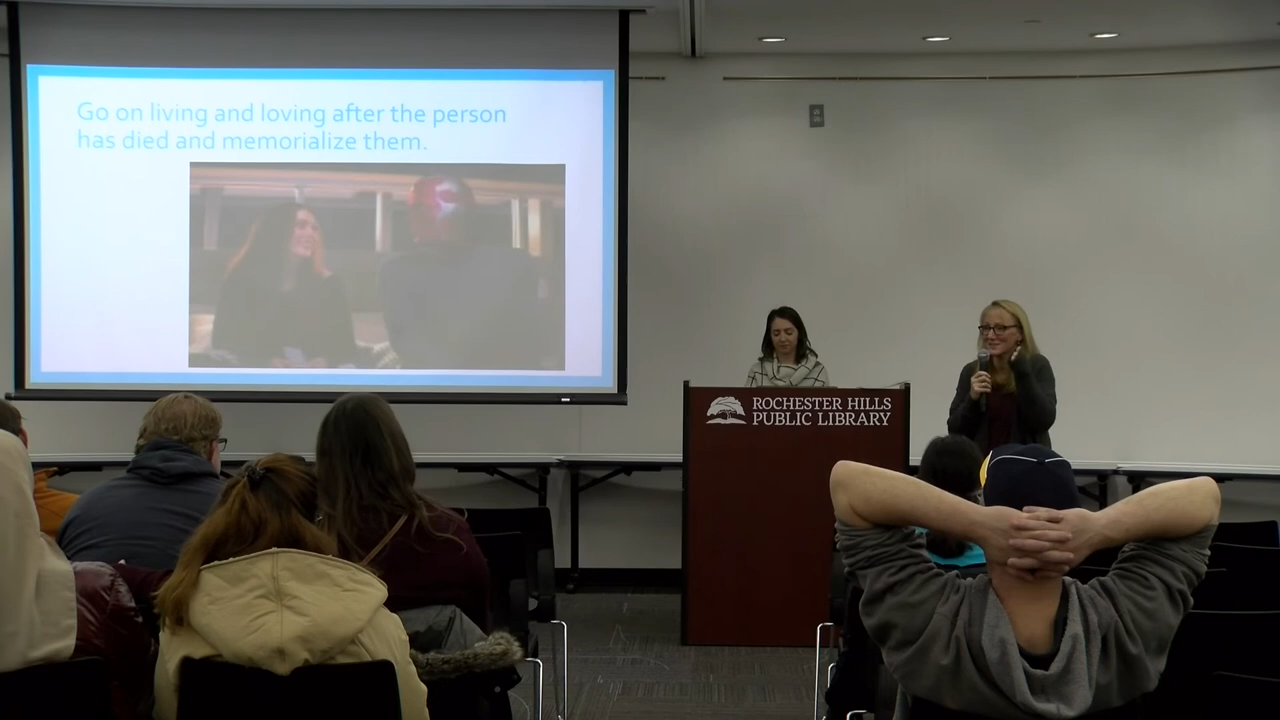 Go on living and loving after the person
has died and memorialize them.
ROCHESTER HILLS
PUBLIC LIBRARY